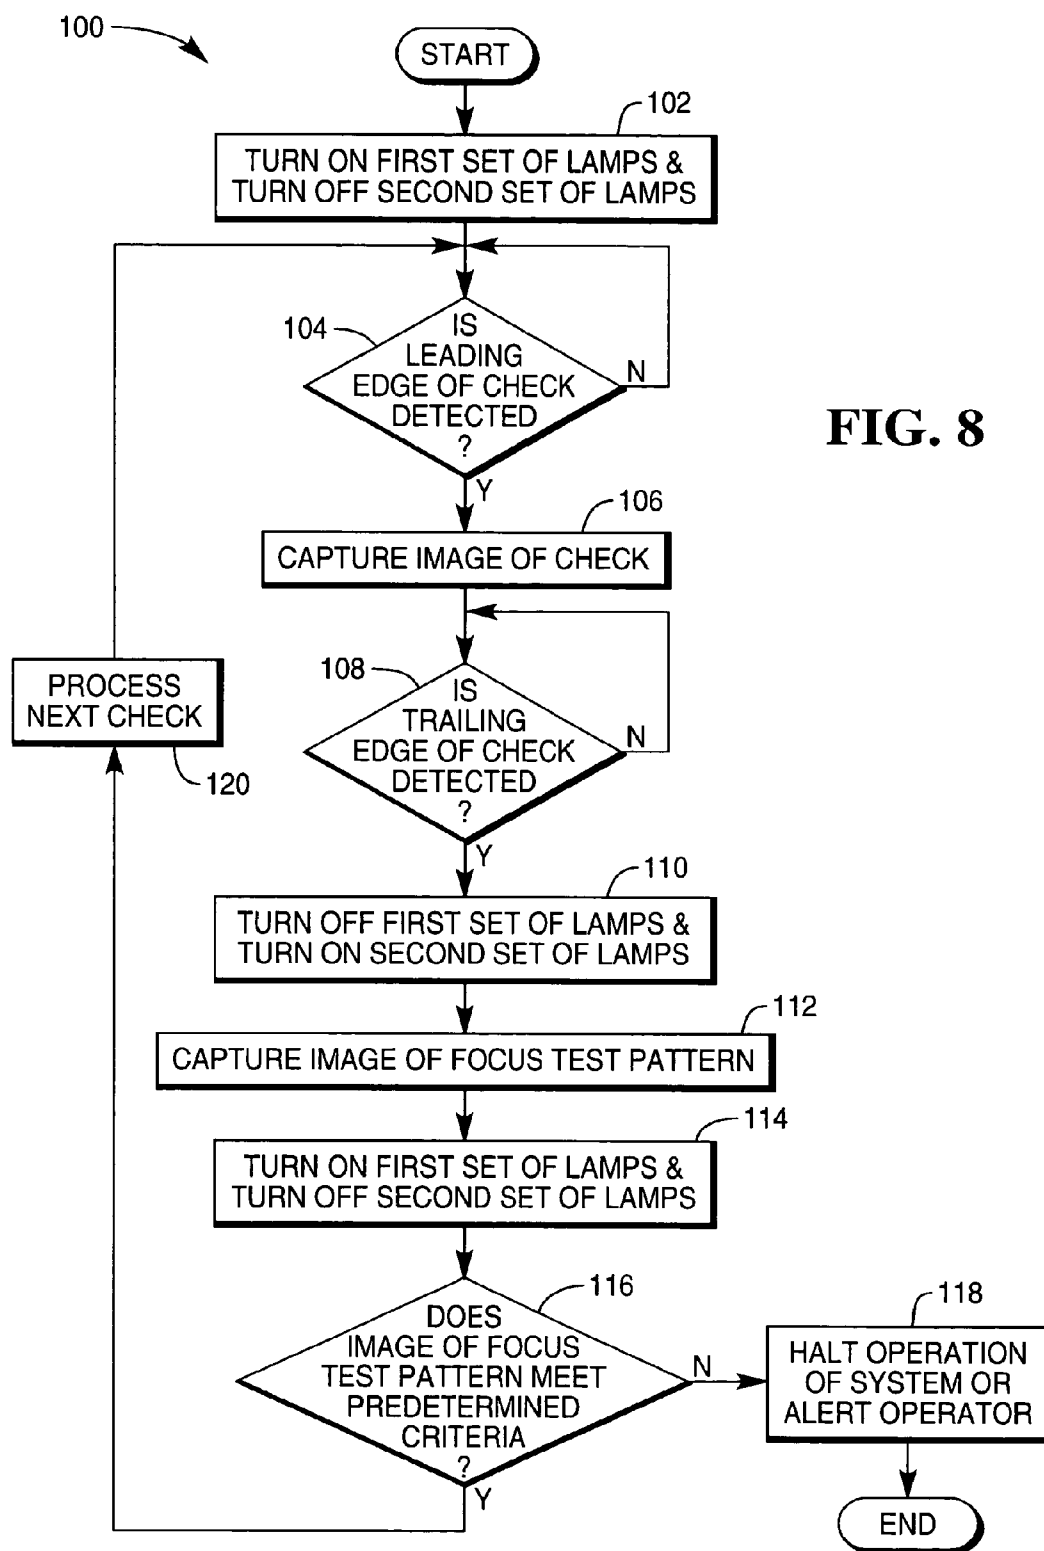 100
START
102
TURN ON FIRST SET OF LAMPS &
TURN OFF SECOND SET OF LAMPS
104
IS
LEADING
EDGE OF CHECK
DETECTED
?
N
Y
FIG. 8
106
CAPTURE IMAGE OF CHECK
108
IS
TRAILING
EDGE OF CHECK
DETECTED
?
N
Y
PROCESS
NEXT CHECK
120
110
TURN OFF FIRST SET OF LAMPS &
TURN ON SECOND SET OF LAMPS
112
CAPTURE IMAGE OF FOCUS TEST PATTERN
114
TURN ON FIRST SET OF LAMPS &
TURN OFF SECOND SET OF LAMPS
116
DOES
IMAGE OF FOCUS
TEST PATTERN MEET
PREDETERMINED
CRITERIA
?
N
Y
118
HALT OPERATION
OF SYSTEM OR
ALERT OPERATOR
END